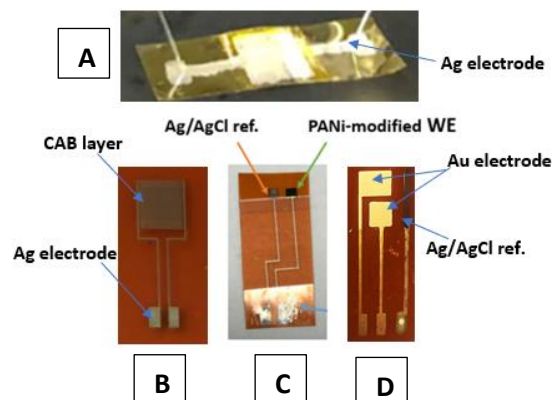 A
Ag electrode
Ag/AgCl ref.
PANi-modified WE
CAB layer
Au electrode
Ag electrode
Ag/AgCl ref.
B
C
D